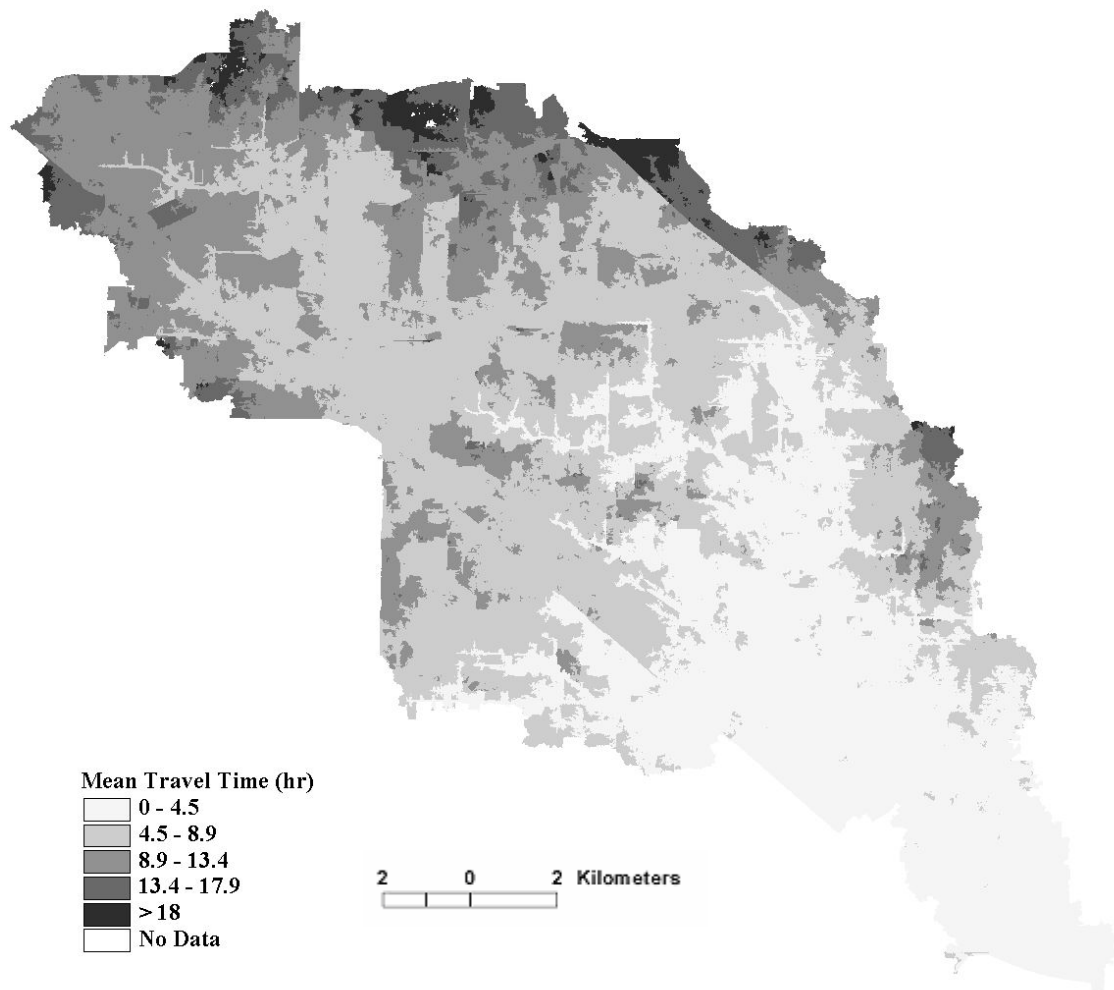 Mean Travel Time (hr)
0 - 4.5
4.5 - 8.9
8.9 - 13.4
13.4 - 17.9
> 18
No Data
2 0 2 Kilometers